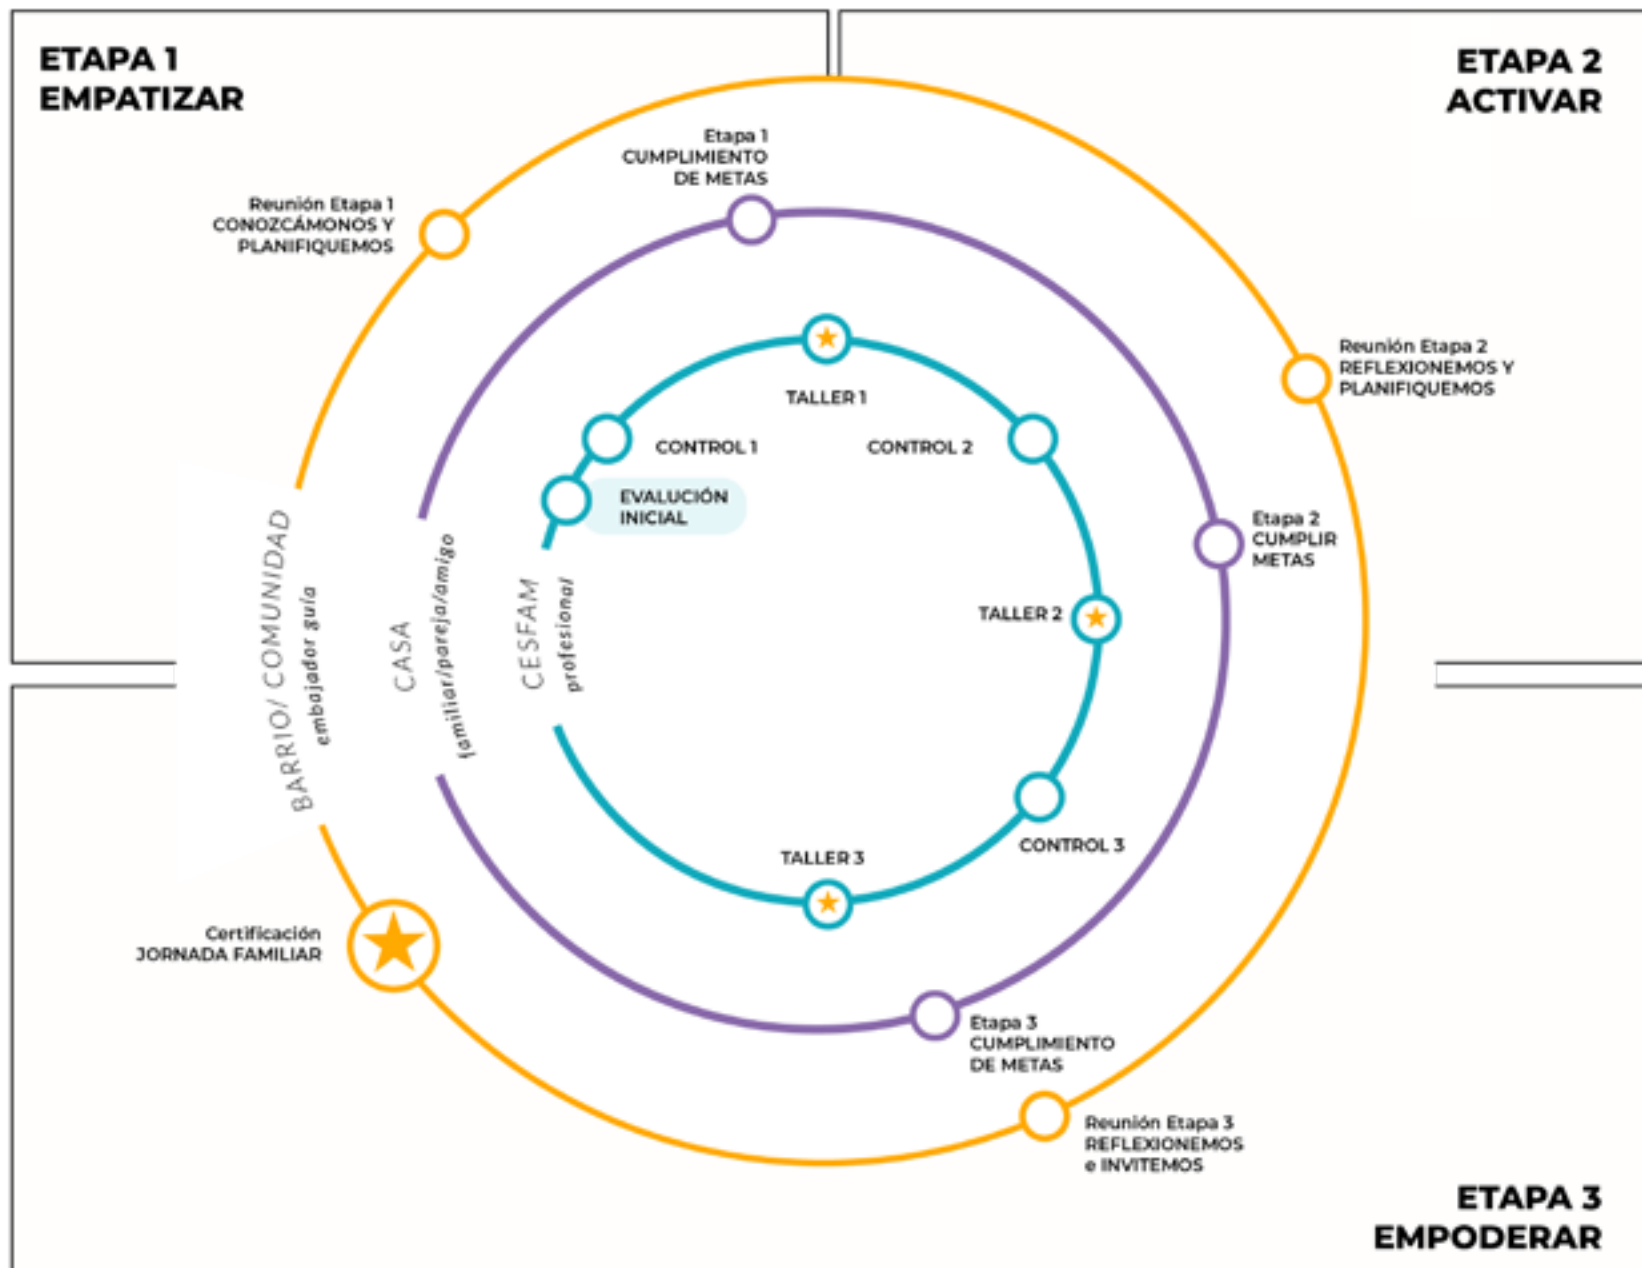 ETAPA 1
EMPATIZAR
ETAPA 2
ACTIVAR
Etapa 1
CUMPLIMIENTO
DE METAS
Reunión Etapa 1
CONOZCÁMONOS Y
PLANIFIQUEMOS
Reunión Etapa 2
REFLEXIONEMOS Y
PLANIFIQUEMOS
TALLER 1
CONTROL 1
CONTROL 2
EVALUCIÓN
INICIAL
Etapa 2
CUMPLIR
METAS
BARRIO/ COMUNIDAD
embajador guía
CASA
familiar/pareja/amigo
CESFAM
profesional
TALLER 2
CONTROL 3
TALLER 3
Certificación
JORNADA FAMILIAR
Etapa 3
CUMPLIMIENTO
DE METAS
Reunión Etapa 3
REFLEXIONEMOS
e INVITEMOS
ETAPA 3
EMPODERAR